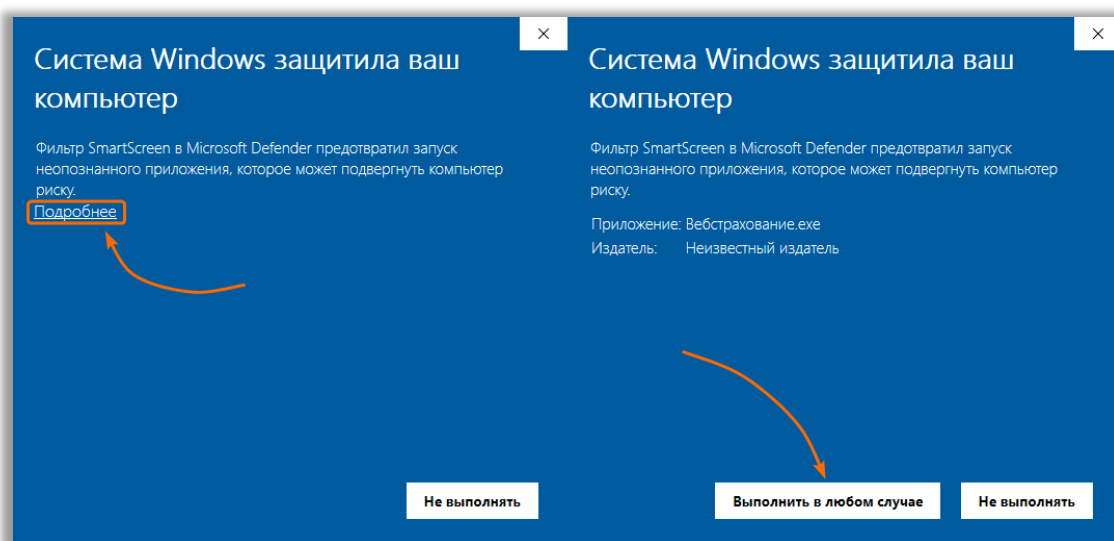 Система Windows защитила ваш
компьютер
Фильтр SmartScreen в Microsoft Defender предотвратил запуск
неопознанного приложения, которое может подвергнуть компьютер
риску.
Подробнее
Не выполнять
Система Windows защитила ваш
компьютер
Фильтр SmartScreen в Microsoft Defender предотвратил запуск
неопознанного приложения, которое может подвергнуть компьютер
риску.
Приложение: Вебстрахование.exe
Издатель: Неизвестный издатель
Выполнить в любом случае
Не выполнять